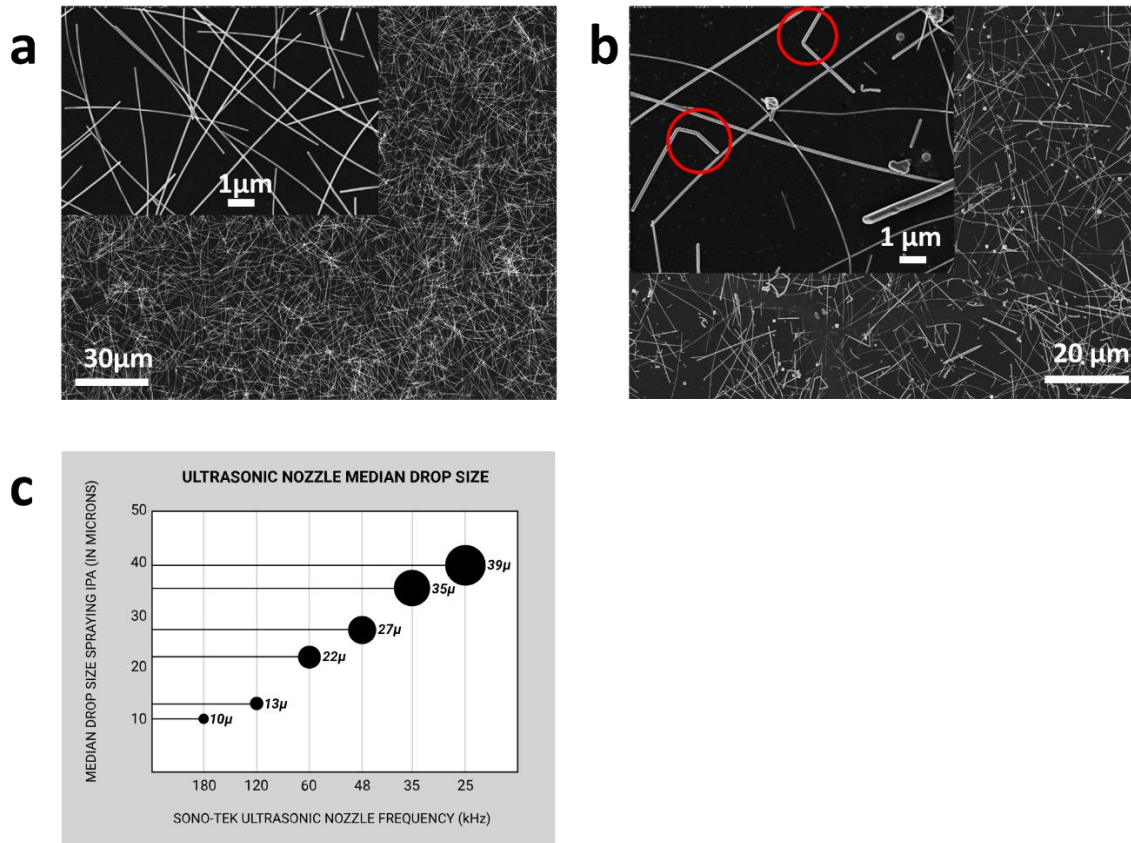 a
1μm
30μm
b
1 μm
20 μm
c
ULTRASONIC NOZZLE MEDIAN DROP SIZE
MEDIAN DROP SIZE SPRAYING IPA (IN MICRONS)
50
40
30
20
10
39μ
35μ
27μ
22μ
13μ
10μ
180 120 60 48 35 25
SONO-TEK ULTRASONIC NOZZLE FREQUENCY (kHz)